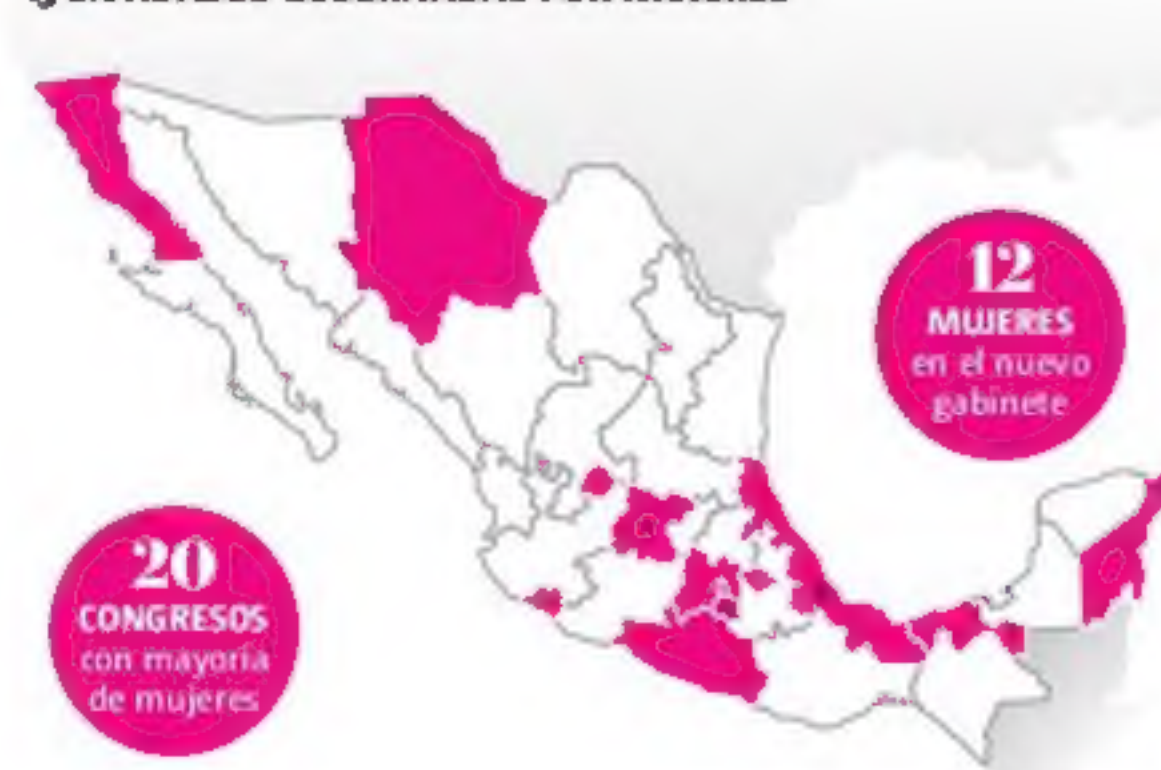 12
MUJERES
en el nuevo
gabinete
20
CONGRESOS
con mayoría
de mujeres